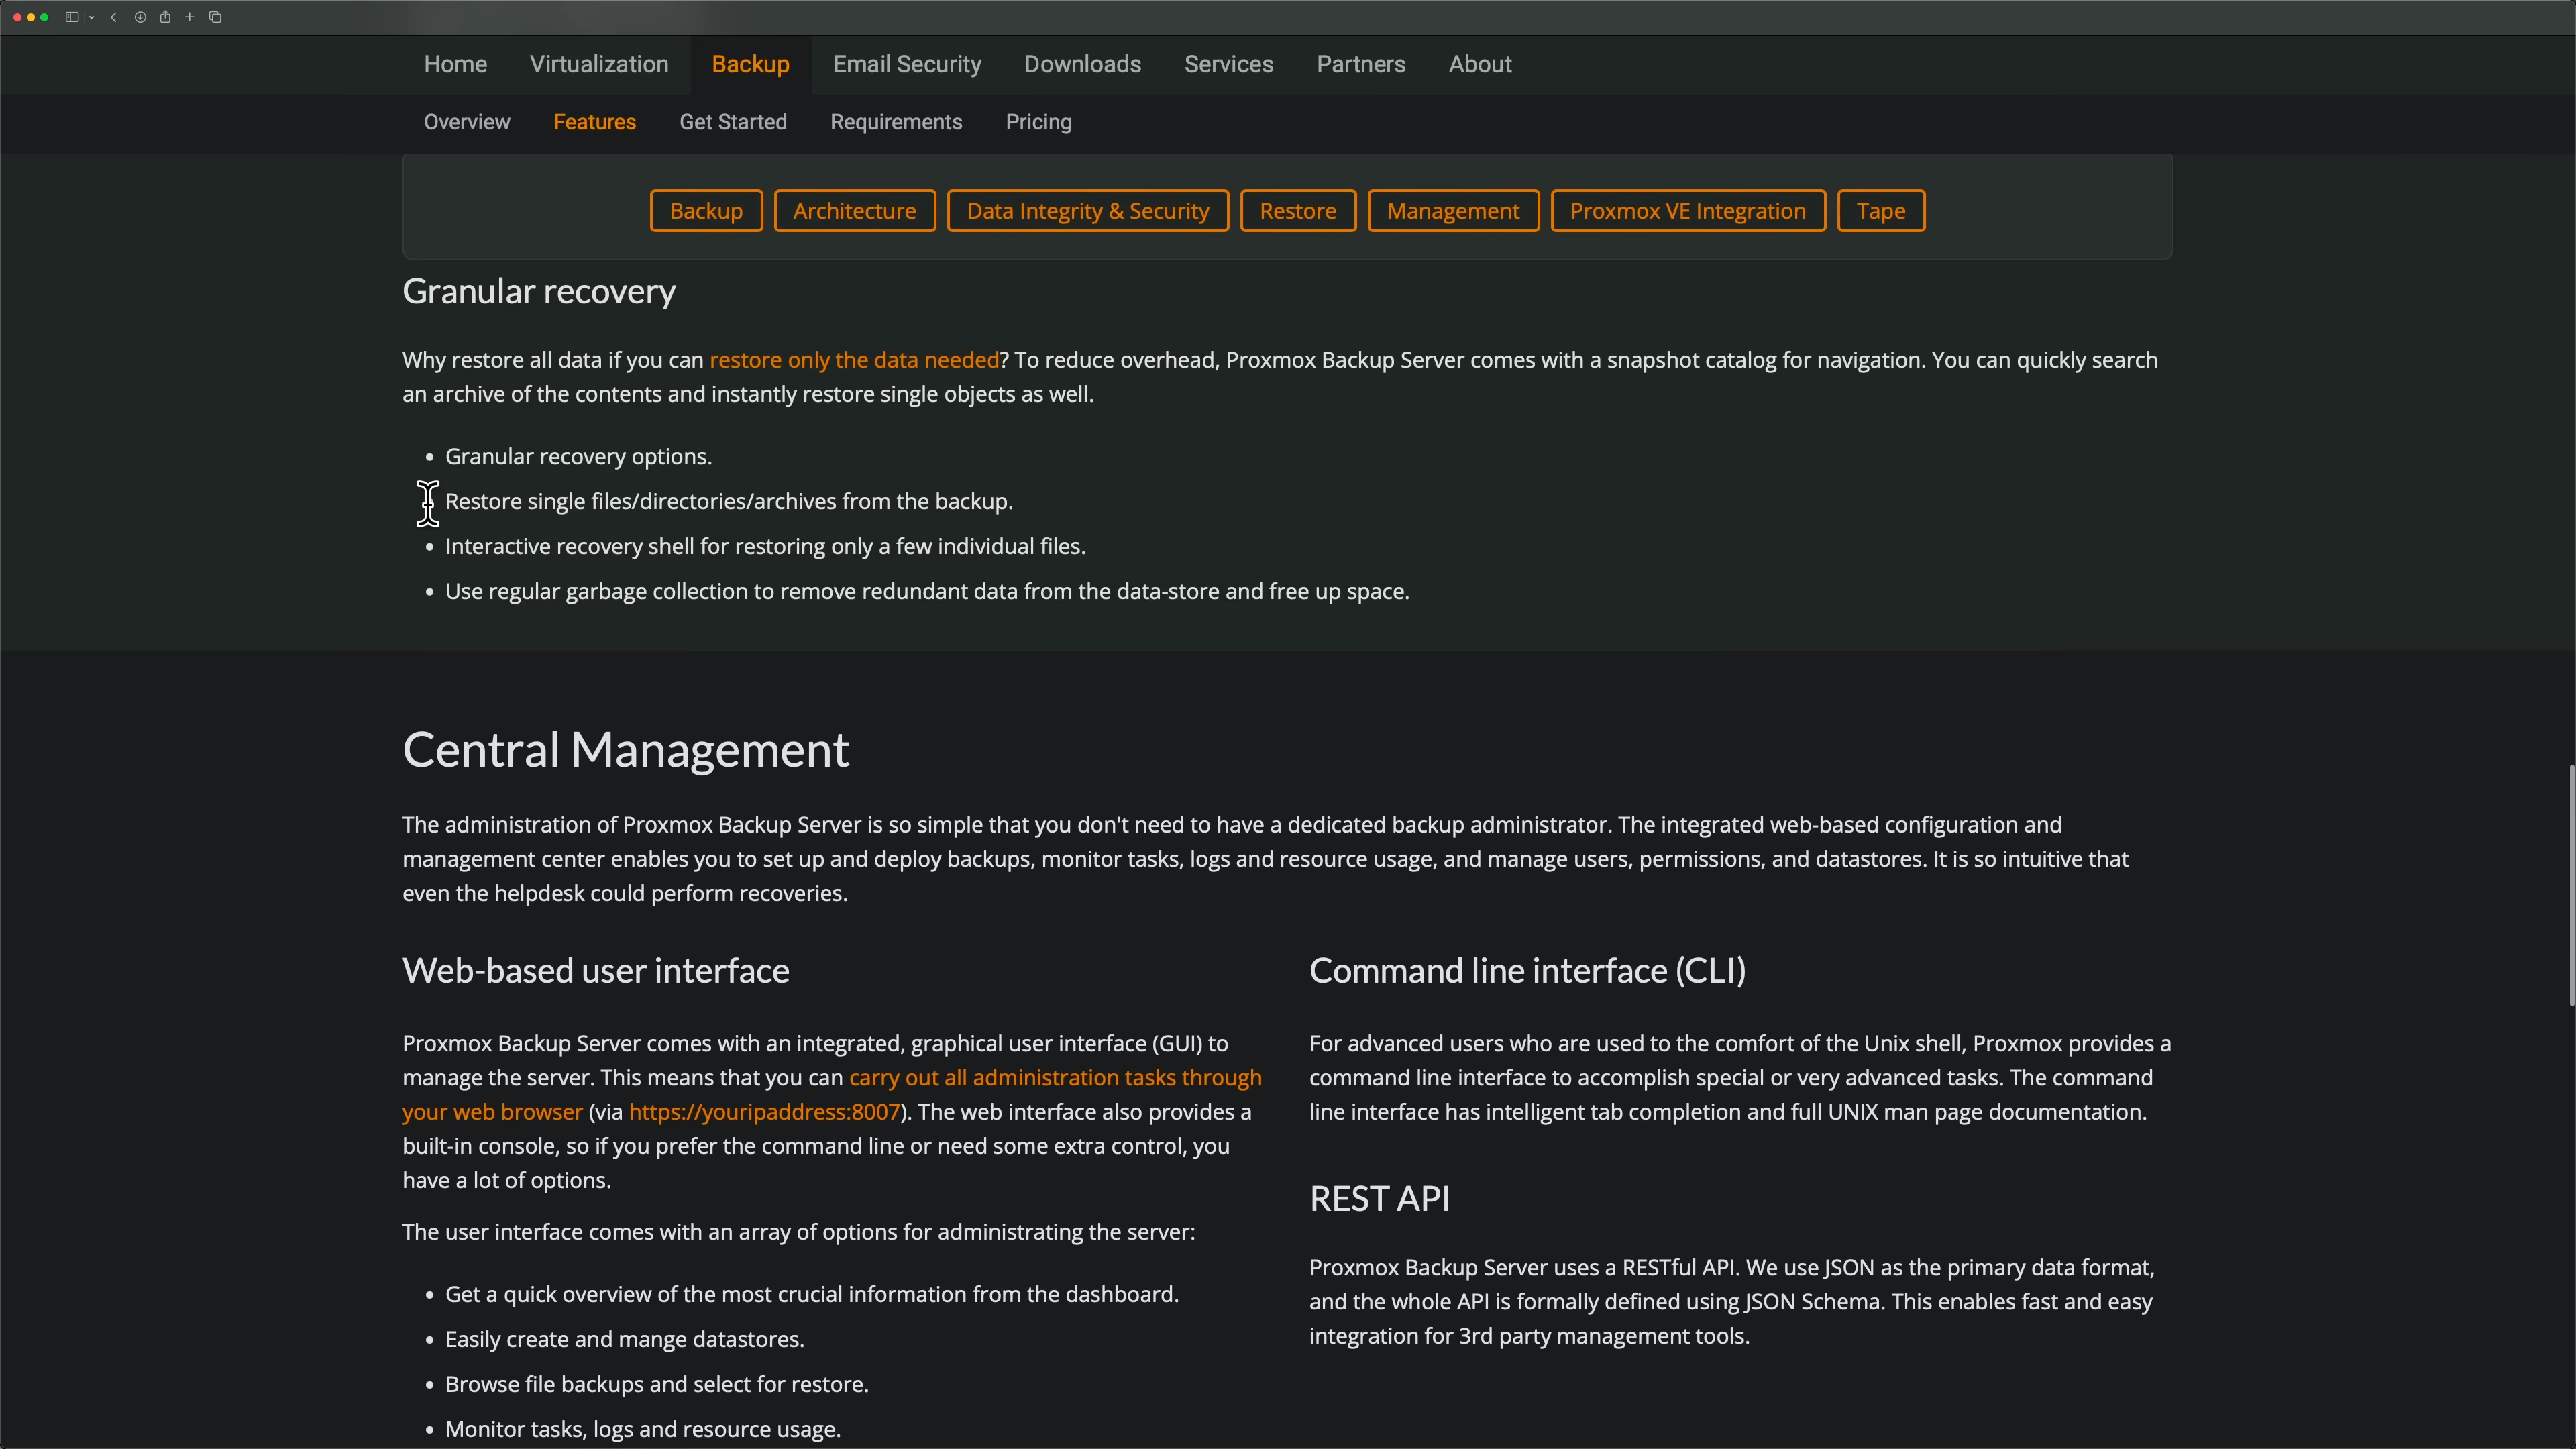 Home Virtualization Backup Email Security Downloads Services Partners About
Overview Features Get Started Requirements Pricing
Backup Architecture Data Integrity & Security Restore Management Proxmox VE Integration Tape
Granular recovery
Why restore all data if you can restore only the data needed? To reduce overhead, Proxmox Backup Server comes with a snapshot catalog for navigation. You can quickly search
an archive of the contents and instantly restore single objects as well.
• Granular recovery options.
Restore single files/directories/archives from the backup.
• Interactive recovery shell for restoring only a few individual files.
• Use regular garbage collection to remove redundant data from the data-store and free up space.
Central Management
The administration of Proxmox Backup Server is so simple that you don't need to have a dedicated backup administrator. The integrated web-based configuration and
management center enables you to set up and deploy backups, monitor tasks, logs and resource usage, and manage users, permissions, and datastores. It is so intuitive that
even the helpdesk could perform recoveries.
Web-based user interface
Proxmox Backup Server comes with an integrated, graphical user interface (GUI) to
manage the server. This means that you can carry out all administration tasks through
your web browser (via https://youripaddress:8007). The web interface also provides a
built-in console, so if you prefer the command line or need some extra control, you
have a lot of options.
The user interface comes with an array of options for administrating the server:
• Get a quick overview of the most crucial information from the dashboard.
• Easily create and mange datastores.
• Browse file backups and select for restore.
• Monitor tasks, logs and resource usage.
Command line interface (CLI)
For advanced users who are used to the comfort of the Unix shell, Proxmox provides a
command line interface to accomplish special or very advanced tasks. The command
line interface has intelligent tab completion and full UNIX man page documentation.
REST API
Proxmox Backup Server uses a RESTful API. We use JSON as the primary data format,
and the whole API is formally defined using JSON Schema. This enables fast and easy
integration for 3rd party management tools.